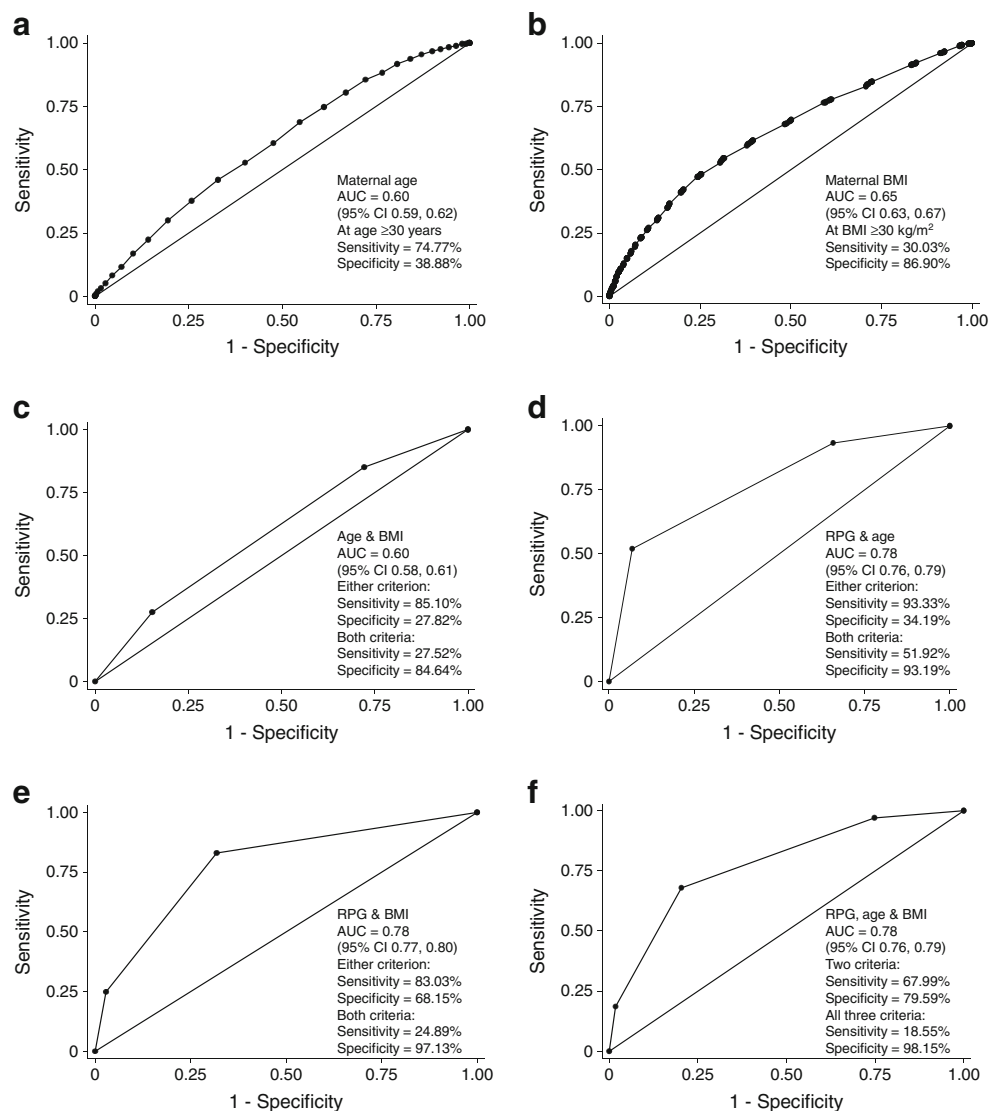 a
1.00
0.75
0.50
0.25
0
Sensitivity
Maternal age
AUC = 0.60
(95% CI 0.59, 0.62)
At age ≥30 years
Sensitivity = 74.77%
Specificity = 38.88%
0 0.25 0.50 0.75 1.00
1 - Specificity
b
1.00
0.75
0.50
0.25
0
Sensitivity
Maternal BMI
AUC = 0.65
(95% CI 0.63, 0.67)
At BMI ≥30 kg/m²
Sensitivity = 30.03%
Specificity = 86.90%
0 0.25 0.50 0.75 1.00
1 - Specificity
c
1.00
0.75
0.50
0.25
0
Sensitivity
Age & BMI
AUC = 0.60
(95% CI 0.58, 0.61)
Either criterion:
Sensitivity = 85.10%
Specificity = 27.82%
Both criteria:
Sensitivity = 27.52%
Specificity = 84.64%
0 0.25 0.50 0.75 1.00
1 - Specificity
d
1.00
0.75
0.50
0.25
0
Sensitivity
RPG & age
AUC = 0.78
(95% CI 0.76, 0.79)
Either criterion:
Sensitivity = 93.33%
Specificity = 34.19%
Both criteria:
Sensitivity = 51.92%
Specificity = 93.19%
0 0.25 0.50 0.75 1.00
1 - Specificity
e
1.00
0.75
0.50
0.25
0
Sensitivity
RPG & BMI
AUC = 0.78
(95% CI 0.77, 0.80)
Either criterion:
Sensitivity = 83.03%
Specificity = 68.15%
Both criteria:
Sensitivity = 24.89%
Specificity = 97.13%
0 0.25 0.50 0.75 1.00
1 - Specificity
f
1.00
0.75
0.50
0.25
0
Sensitivity
RPG, age & BMI
AUC = 0.78
(95% CI 0.76, 0.79)
Two criteria:
Sensitivity = 67.99%
Specificity = 79.59%
All three criteria:
Sensitivity = 18.55%
Specificity = 98.15%
0 0.25 0.50 0.75 1.00
1 - Specificity